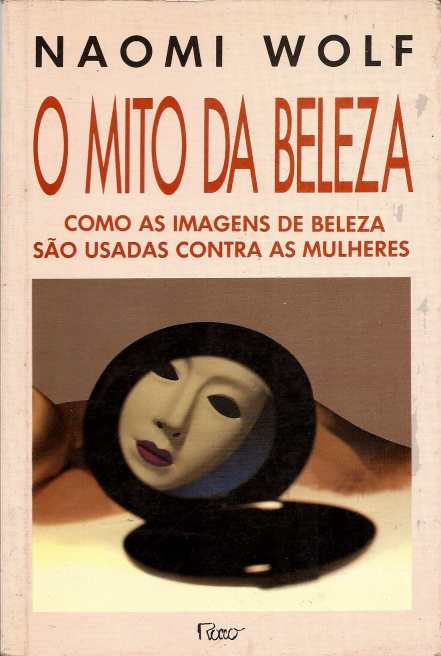 NAOMI WOLF
O MITO DA BELEZA
COMO AS IMAGENS DE BELEZA
SÃO USADAS CONTRA AS MULHERES
Rocco